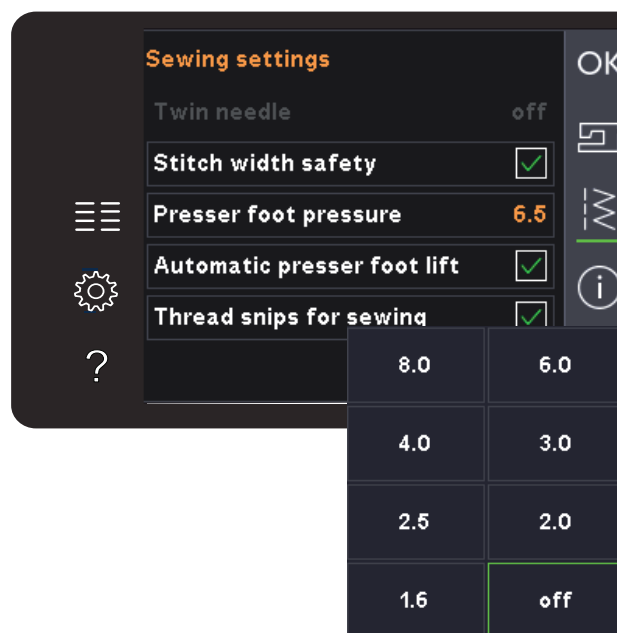 Sewing settings
OK
Twin needle off
Stitch width safety
Presser foot pressure 6.5
Automatic presser foot lift
i
Thread snips for sewing
?
8.0 6.0
4.0 3.0
2.5 2.0
1.6 off